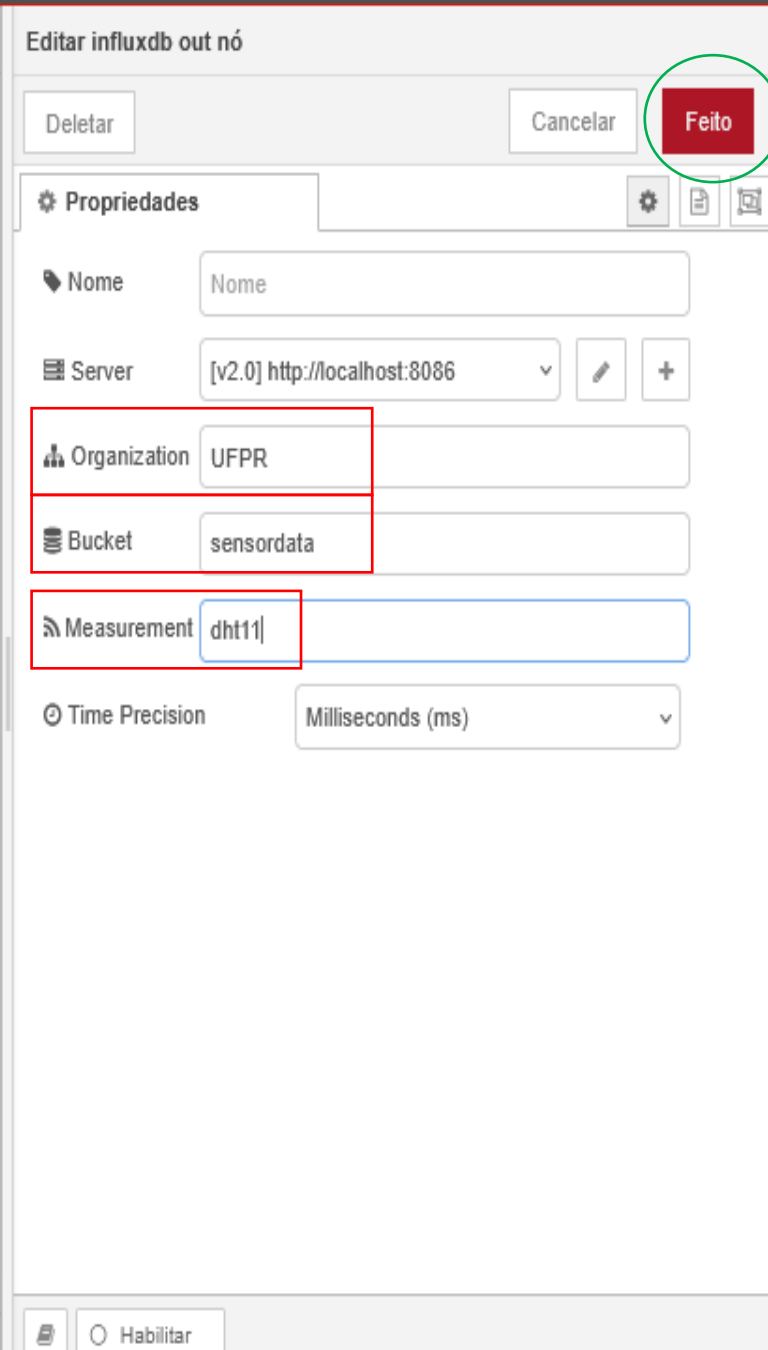 Editar influxdb out nó
Deletar
Cancelar
Feito
Propriedades
Nome
Nome
Server
[v2.0] http://localhost:8086
Organization
UFPR
Bucket
sensordata
Measurement
dht11
Time Precision
Milliseconds (ms)
Habilitar